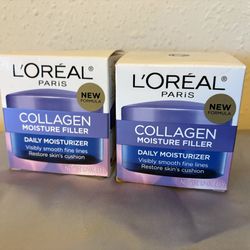 L'ORÉAL
PARIS
NEW
FORMULA
COLLAGEN
MOISTURE FILLER
DAILY MOISTURIZER
Visibly smooth fine lines
Restore skin's cushion
L'ORÉAL
PARIS
NEW
FORMULA
COLLAGEN
MOISTURE FILLER
DAILY MOISTURIZER
Visibly smooth fine lines
Restore skin's cushion